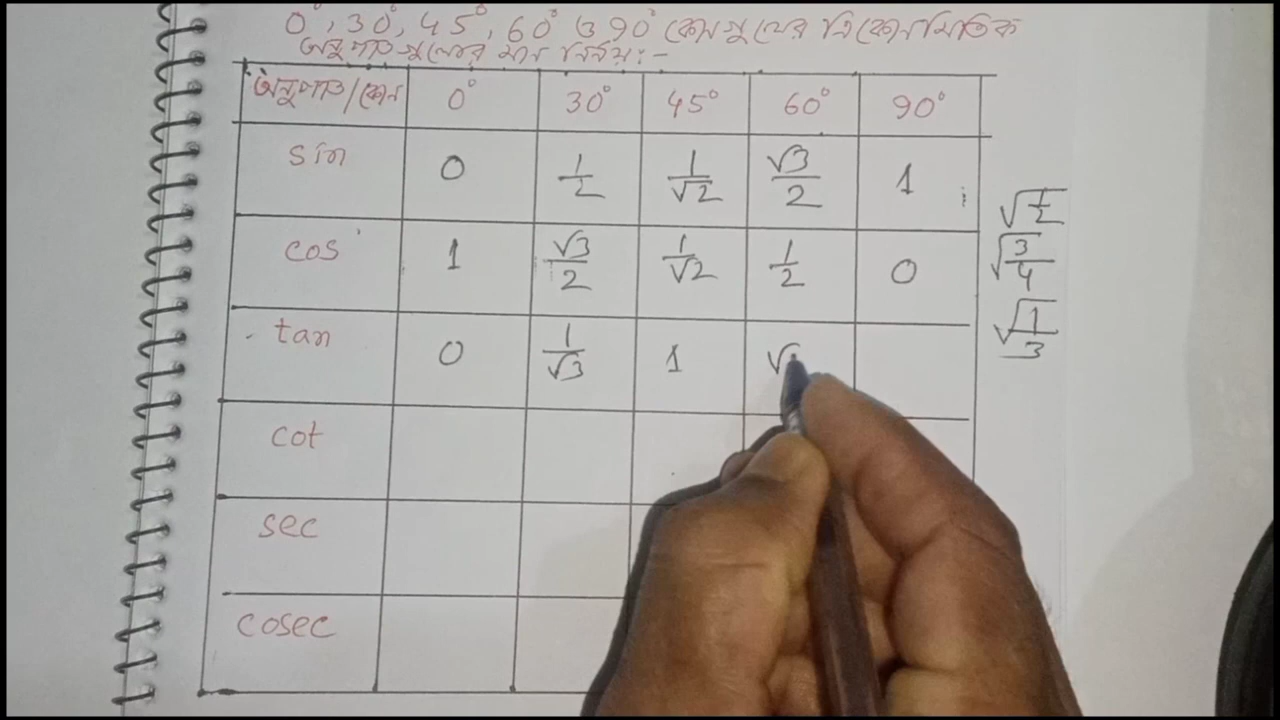 0°, 30°, 45°, 60° ও 90° কোণগুলোর ত্রিকোনমিতিক
অনুপাতগুলোর মান নির্নয়:-
অনুপাত/কোন 0° 30° 45° 60° 90°
sin 0 1/2 1/√2 √3/2 1
cos 1 √3/2 1/√2 1/2 0
tan 0 1/√3 1 √
cot
sec
cosec
√1/2
√3/4
√1/3